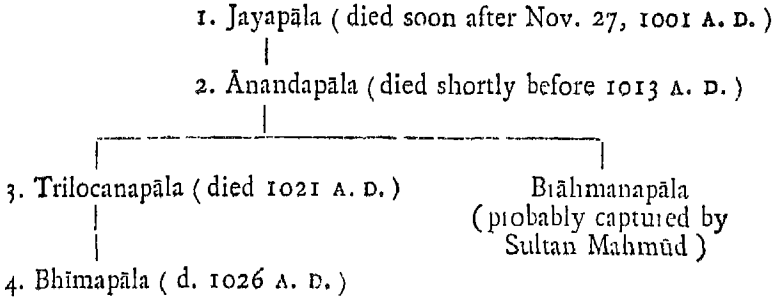 1. Jayapāla ( died soon after Nov. 27, 1001 A. D. )
2. Ānandapāla ( died shortly before 1013 A. D. )
3. Trilocanapāla ( died 1021 A. D. )
Brāhmanapāla
( probably captured by
Sultan Mahmūd )
4. Bhīmapāla ( d. 1026 A. D. )